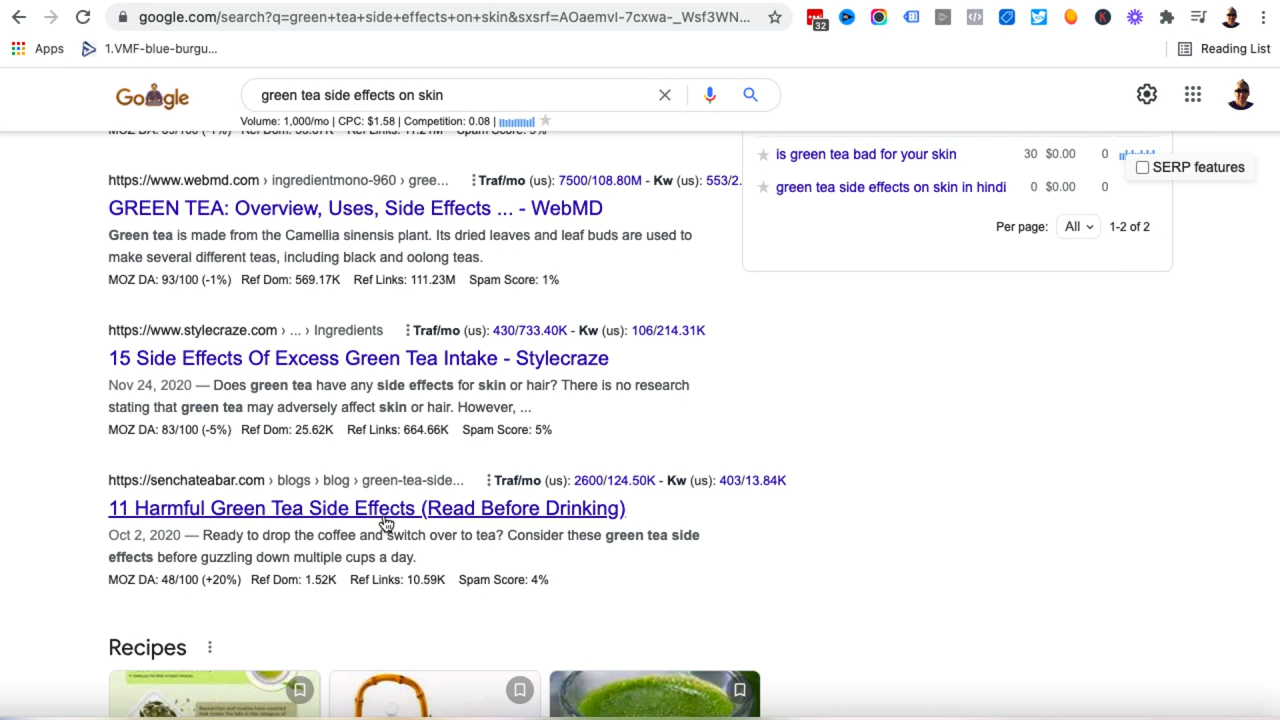 google.com/search?q=green+tea+side+effects+on+skin&sxsrf=AOaemvI-7cxwa-_Wsf3WN...
32
Apps
1.VMF-blue-burgu...
Reading List
Google
green tea side effects on skin
Volume: 1,000/mo | CPC: $1.58 | Competition: 0.08 |
is green tea bad for your skin 30 $0.00 0
SERP features
https://www.webmd.com › ingredientmono-960 › gree... Traf/mo (us): 7500/108.80M - Kw (us): 553/2.
green tea side effects on skin in hindi 0 $0.00 0
GREEN TEA: Overview, Uses, Side Effects ... - WebMD
Per page: All 1-2 of 2
Green tea is made from the Camellia sinensis plant. Its dried leaves and leaf buds are used to
make several different teas, including black and oolong teas.
MOZ DA: 93/100 (-1%) Ref Dom: 569.17K Ref Links: 111.23M Spam Score: 1%
https://www.stylecraze.com › ... › Ingredients Traf/mo (us): 430/733.40K - Kw (us): 106/214.31K
15 Side Effects Of Excess Green Tea Intake - Stylecraze
Nov 24, 2020 — Does green tea have any side effects for skin or hair? There is no research
stating that green tea may adversely affect skin or hair. However, ...
MOZ DA: 83/100 (-5%) Ref Dom: 25.62K Ref Links: 664.66K Spam Score: 5%
https://senchateabar.com › blogs › blog › green-tea-side... Traf/mo (us): 2600/124.50K - Kw (us): 403/13.84K
11 Harmful Green Tea Side Effects (Read Before Drinking)
Oct 2, 2020 — Ready to drop the coffee and switch over to tea? Consider these green tea side
effects before guzzling down multiple cups a day.
MOZ DA: 48/100 (+20%) Ref Dom: 1.52K Ref Links: 10.59K Spam Score: 4%
Recipes